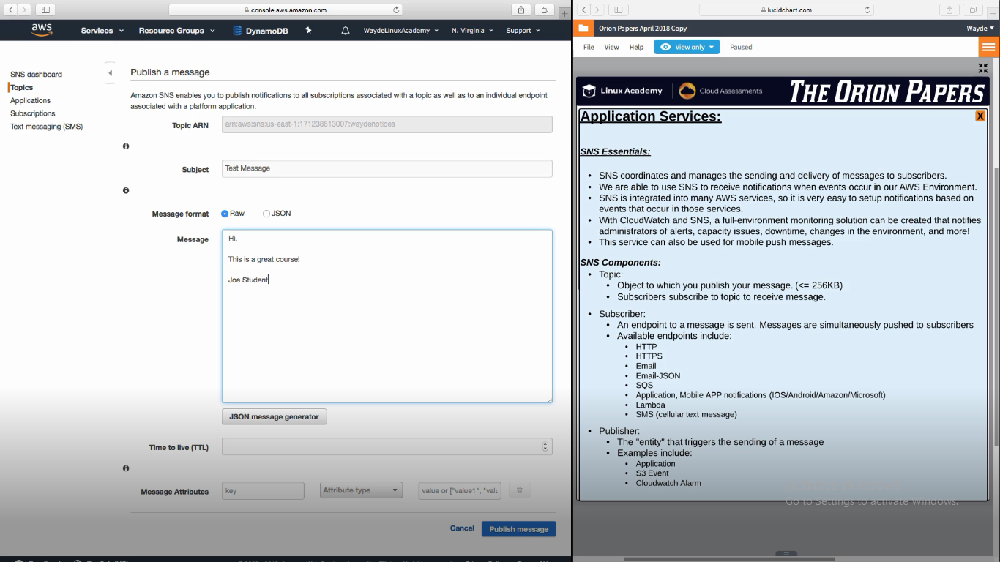 console.aws.amazon.com
aws
Services
Resource Groups
DynamoDB
WaydeLinuxAcademy
N. Virginia
Support
SNS dashboard
Topics
Applications
Subscriptions
Text messaging (SMS)
Publish a message
Amazon SNS enables you to publish notifications to all subscriptions associated with a topic as well as to an individual endpoint
associated with a platform application.
Topic ARN
arn:aws:sns:us-east-1:171238813007:waydenotices
Subject
Test Message
Message format
Raw
JSON
Message
Hi,
This is a great course!
Joe Student
JSON message generator
Time to live (TTL)
Message Attributes
key
Attribute type
value or ["value1", "valu
Cancel
Publish message
lucidchart.com
Orion Papers April 2018 Copy
Wayde
File
View
Help
View only
Paused
Linux Academy
Cloud Assessments
THE ORION PAPERS
Application Services:
X
SNS Essentials:
• SNS coordinates and manages the sending and delivery of messages to subscribers.
• We are able to use SNS to receive notifications when events occur in our AWS Environment.
• SNS is integrated into many AWS services, so it is very easy to setup notifications based on
events that occur in those services.
• With CloudWatch and SNS, a full-environment monitoring solution can be created that notifies
administrators of alerts, capacity issues, downtime, changes in the environment, and more!
• This service can also be used for mobile push messages.
SNS Components:
• Topic:
• Object to which you publish your message. (<= 256KB)
• Subscribers subscribe to topic to receive message.
• Subscriber:
• An endpoint to a message is sent. Messages are simultaneously pushed to subscribers
• Available endpoints include:
• HTTP
• HTTPS
• Email
• Email-JSON
• SQS
• Application, Mobile APP notifications (IOS/Android/Amazon/Microsoft)
• Lambda
• SMS (cellular text message)
• Publisher:
• The "entity" that triggers the sending of a message
• Examples include:
• Application
• S3 Event
• Cloudwatch Alarm
Go to Settings to activate Windows.